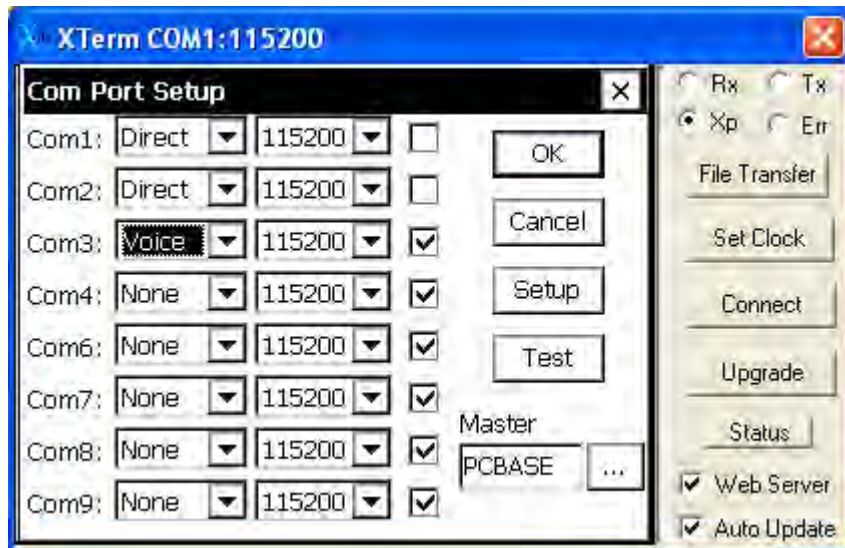 XTerm COM1:115200
Com Port Setup
Com1: Direct 115200
Com2: Direct 115200
Com3: Voice 115200
Com4: None 115200
Com6: None 115200
Com7: None 115200
Com8: None 115200
Com9: None 115200
OK
Cancel
Setup
Test
Master
PCBASE ...
Rx Tx
Xp Err
File Transfer
Set Clock
Connect
Upgrade
Status
Web Server
Auto Update